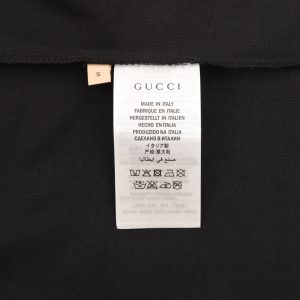 S
GUCCI
MADE IN ITALY
FABRIQUÉ EN ITALIE
HERGESTELLT IN ITALIEN
HECHO EN ITALIA
PRODUZIDO NA ITALIA
СДЕЛАНО В ИТАЛИИ
イタリア製
产地:意大利
صنع في إيطاليا